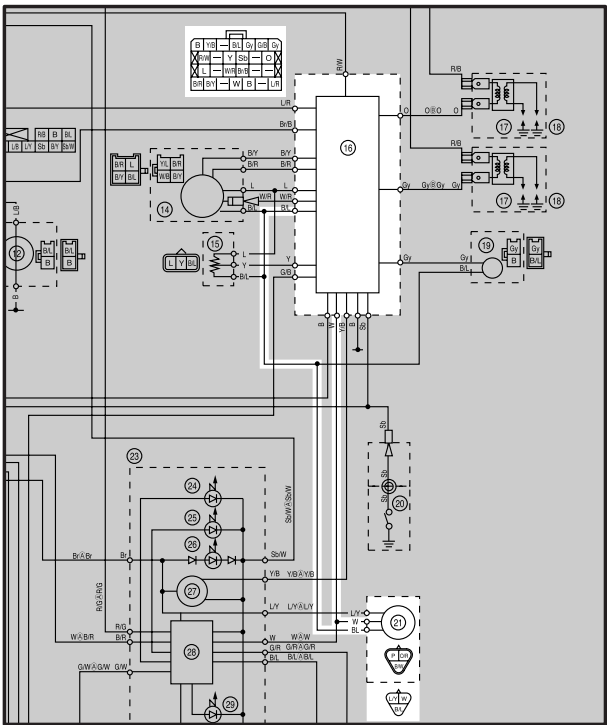 B Y/B — B/L Gy G/B Gy
R/W — Y Sb — O
L — W/R Br/B —
B/R B/Y — W B — L/R
R/W
R/B
L/R
O O Ⓑ O O
17 18
Br/B
16
R/B B B/L
L/B L/Y Sb B/Y Sb/W
R/B
B/R L
B/Y B/L
Y/L B/R
W/B B/Y
B/Y B/Y
B/R B/R
L L
W/R W/R
B/L B/L
14
Gy Gy Ⓑ Gy Gy
17 18
L/B
12
B/L
B
B/L
B
B
15
L Y B/L
L
Y Y
B/L G/B
Gy Gy
B/L
19
Gy
B
Gy
B/L
B W Y/B B Sb
23
24
25
26
27
28
29
Sb/W Ⓐ Sb/W
Sb
Sb
Sb
20
Br Ⓐ Br Br
Sb/W
Y/B Y/B Ⓐ Y/B
R/G Ⓐ R/G
L/Y L/Y Ⓐ L/Y
L/Y
W
BL
21
R/G
W Ⓐ B/R B/R
W W Ⓐ W
G/R G/R Ⓐ G/R
B/L B/L Ⓐ B/L
G/W Ⓐ G/W G/W
P O/R
B/W
L/Y W
B/L